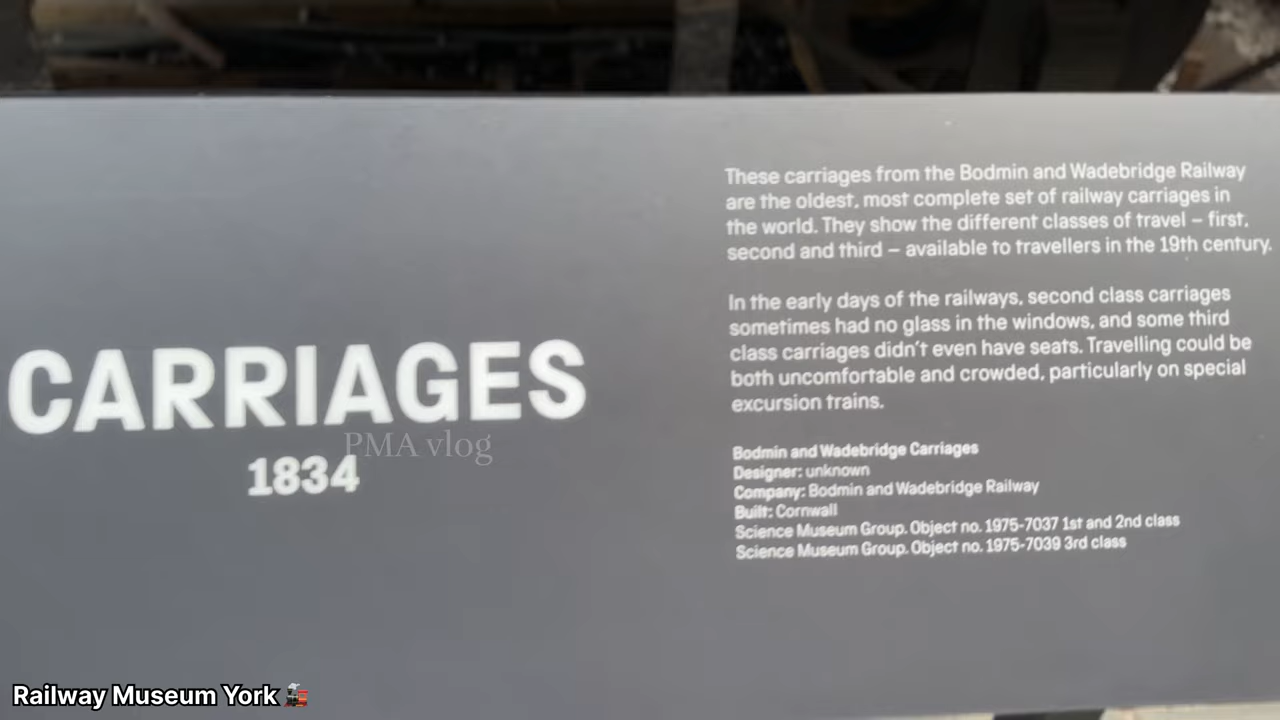 CARRIAGES
1834
These carriages from the Bodmin and Wadebridge Railway
are the oldest, most complete set of railway carriages in
the world. They show the different classes of travel – first,
second and third – available to travellers in the 19th century.
In the early days of the railways, second class carriages
sometimes had no glass in the windows, and some third
class carriages didn't even have seats. Travelling could be
both uncomfortable and crowded, particularly on special
excursion trains.
Bodmin and Wadebridge Carriages
Designer: unknown
Company: Bodmin and Wadebridge Railway
Built: Cornwall
Science Museum Group. Object no. 1975-7037 1st and 2nd class
Science Museum Group. Object no. 1975-7039 3rd class
PMA vlog
Railway Museum York 🚂